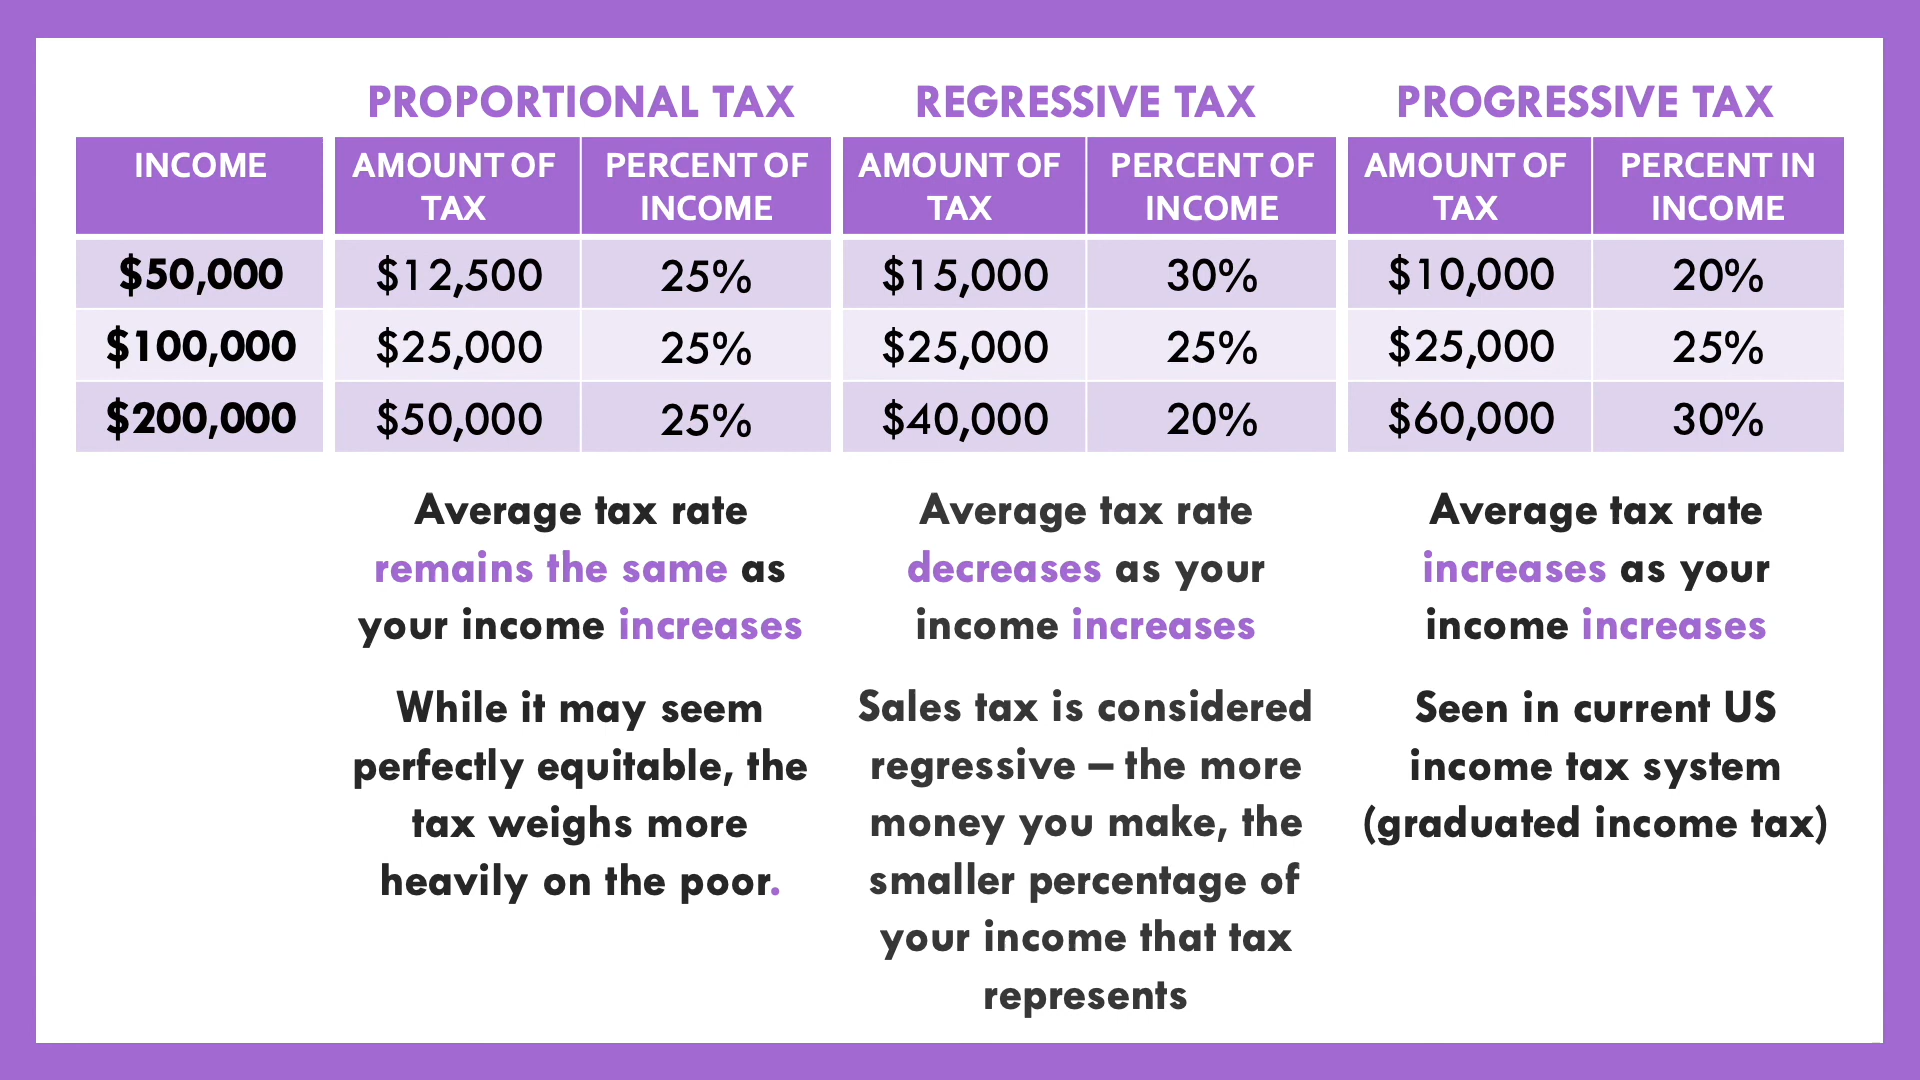 PROPORTIONAL TAX REGRESSIVE TAX PROGRESSIVE TAX
INCOME AMOUNT OF TAX PERCENT OF INCOME AMOUNT OF TAX PERCENT OF INCOME AMOUNT OF TAX PERCENT IN INCOME
$50,000 $12,500 25% $15,000 30% $10,000 20%
$100,000 $25,000 25% $25,000 25% $25,000 25%
$200,000 $50,000 25% $40,000 20% $60,000 30%
Average tax rate
remains the same as
your income increases
While it may seem
perfectly equitable, the
tax weighs more
heavily on the poor.
Average tax rate
decreases as your
income increases
Sales tax is considered
regressive – the more
money you make, the
smaller percentage of
your income that tax
represents
Average tax rate
increases as your
income increases
Seen in current US
income tax system
(graduated income tax)